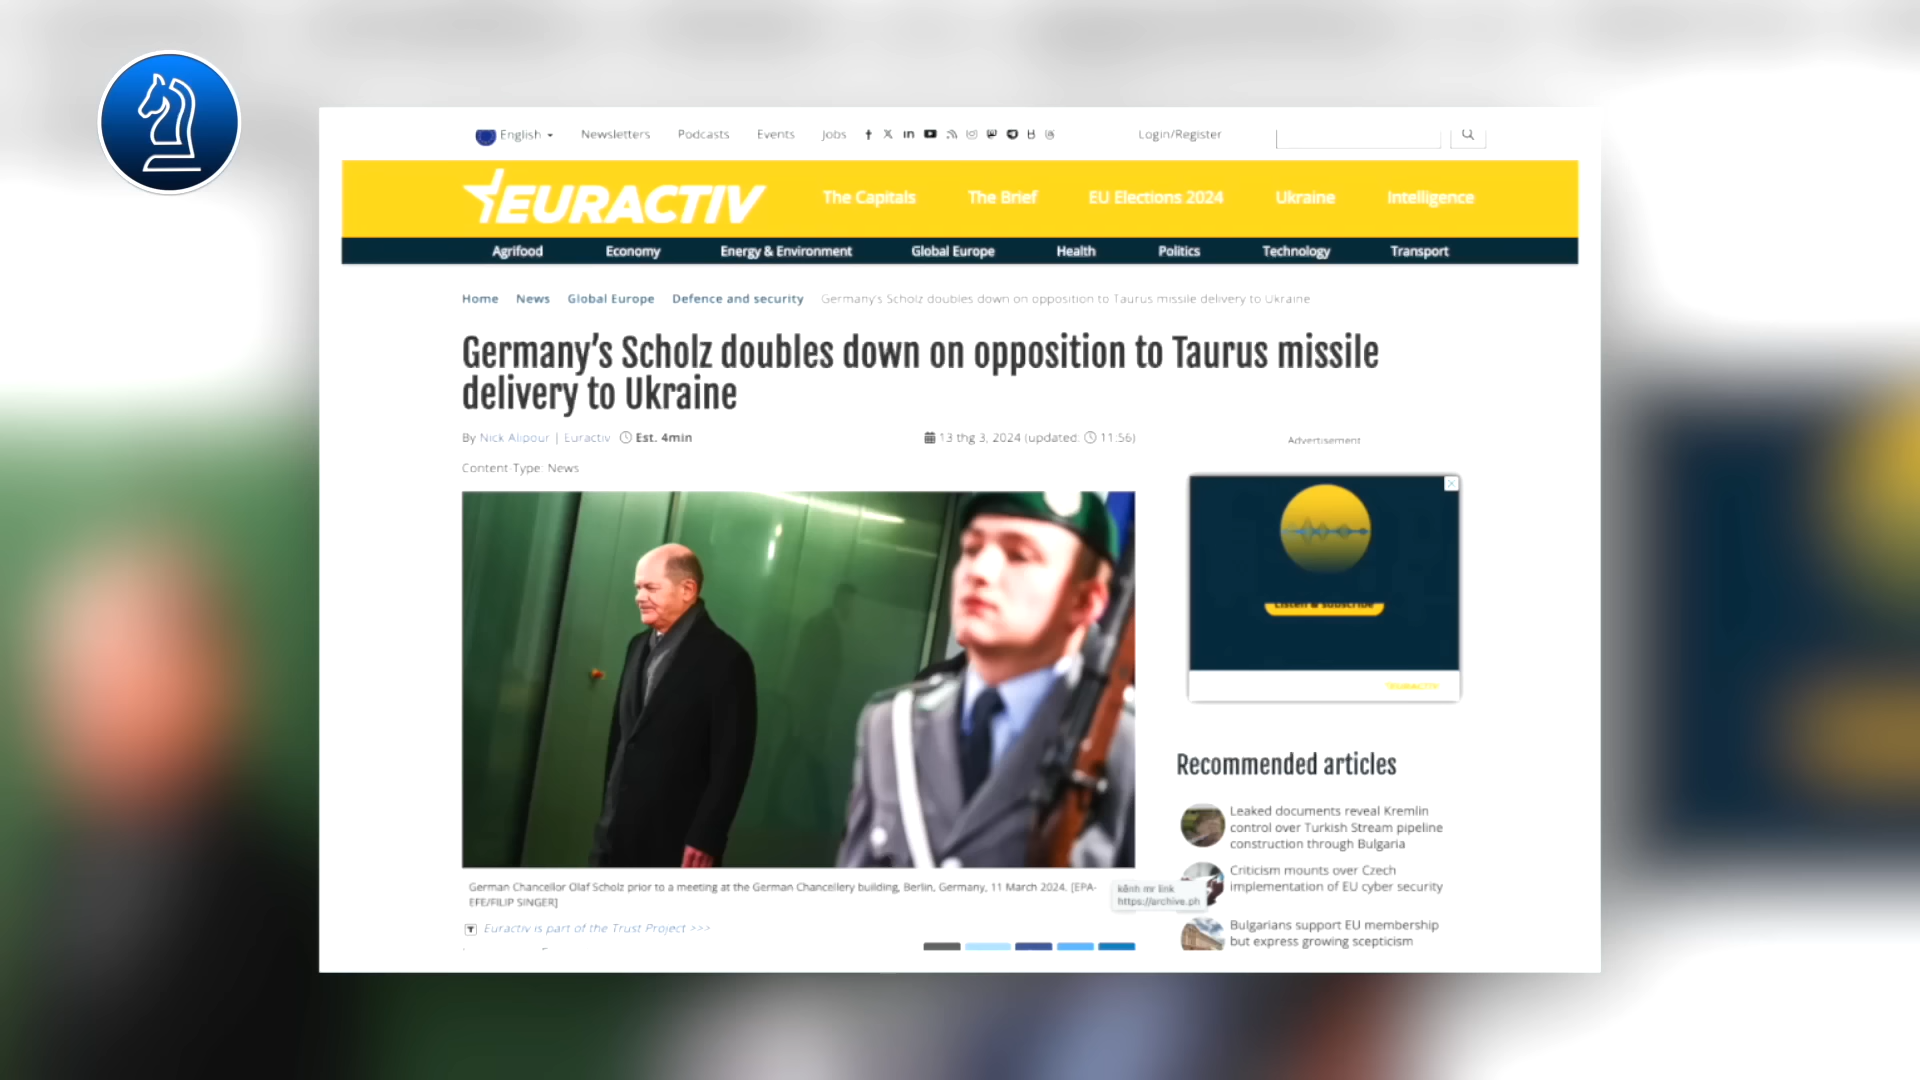 English
Newsletters
Podcasts
Events
Jobs
Login/Register
EURACTIV
The Capitals
The Brief
EU Elections 2024
Ukraine
Intelligence
Agrifood
Economy
Energy & Environment
Global Europe
Health
Politics
Technology
Transport
Home News Global Europe Defence and security Germany's Scholz doubles down on opposition to Taurus missile delivery to Ukraine
Germany’s Scholz doubles down on opposition to Taurus missile
delivery to Ukraine
By Nick Alipour | Euractiv Est. 4min
13 thg 3, 2024 (updated: 11:56)
Content-Type: News
Advertisement
Listen & subscribe
EURACTIV
German Chancellor Olaf Scholz prior to a meeting at the German Chancellery building, Berlin, Germany, 11 March 2024. [EPA-
EFE/FILIP SINGER]
Euractiv is part of the Trust Project >>>
Recommended articles
Leaked documents reveal Kremlin
control over Turkish Stream pipeline
construction through Bulgaria
Criticism mounts over Czech
implementation of EU cyber security
Bulgarians support EU membership
but express growing scepticism
kênh mr link
https://archive.ph